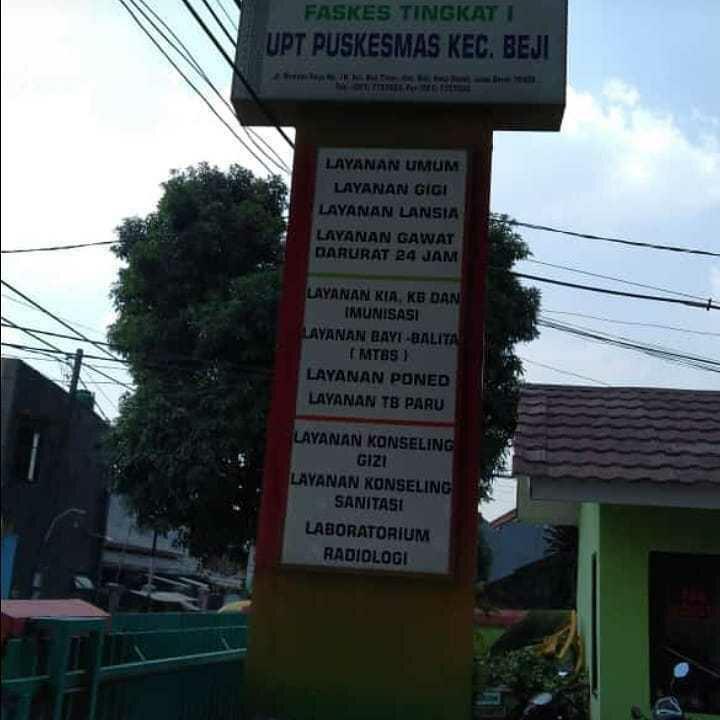 FASKES TINGKAT I
UPT PUSKESMAS KEC. BEJI
LAYANAN UMUM
LAYANAN GIGI
LAYANAN LANSIA
LAYANAN GAWAT
DARURAT 24 JAM
LAYANAN KIA, KB DAN
IMUNISASI
LAYANAN BAYI -BALITA
( MTBS )
LAYANAN PONED
LAYANAN TB PARU
LAYANAN KONSELING
GIZI
LAYANAN KONSELING
SANITASI
LABORATORIUM
RADIOLOGI